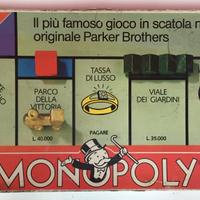 Il più famoso gioco in scatola n
originale Parker Brothers
PARCO
DELLA
VITTORIA
L. 40.000
TASSA
DI LUSSO
PAGARE
VIALE
DEI GIARDINI
L. 35.000
MONOPOLY